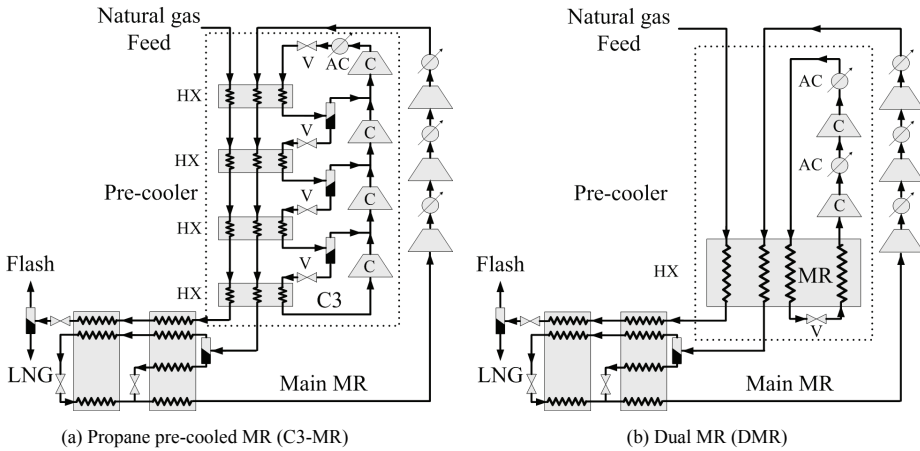 Natural gas
Feed
V
AC
C
HX
V
C
HX
V
Pre-cooler
C
HX
V
C
HX
C3
Flash
LNG
Main MR
(a) Propane pre-cooled MR (C3-MR)
Natural gas
Feed
AC
C
AC
Pre-cooler
C
HX
MR
V
Flash
LNG
Main MR
(b) Dual MR (DMR)